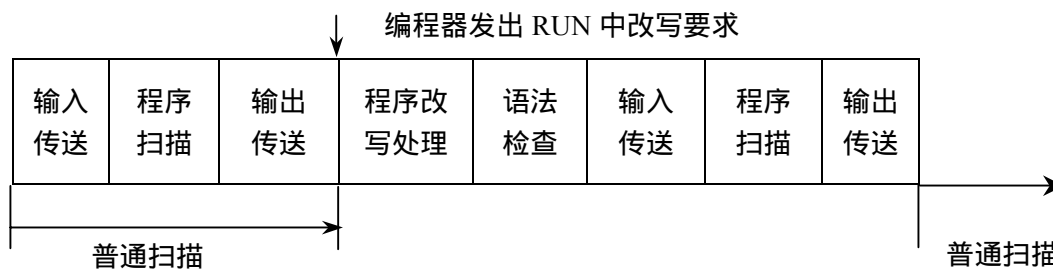 编程器发出 RUN 中改写要求
输入 程序 输出 程序改 语法 输入 程序 输出
传送 扫描 传送 写处理 检查 传送 扫描 传送
普通扫描 普通扫描